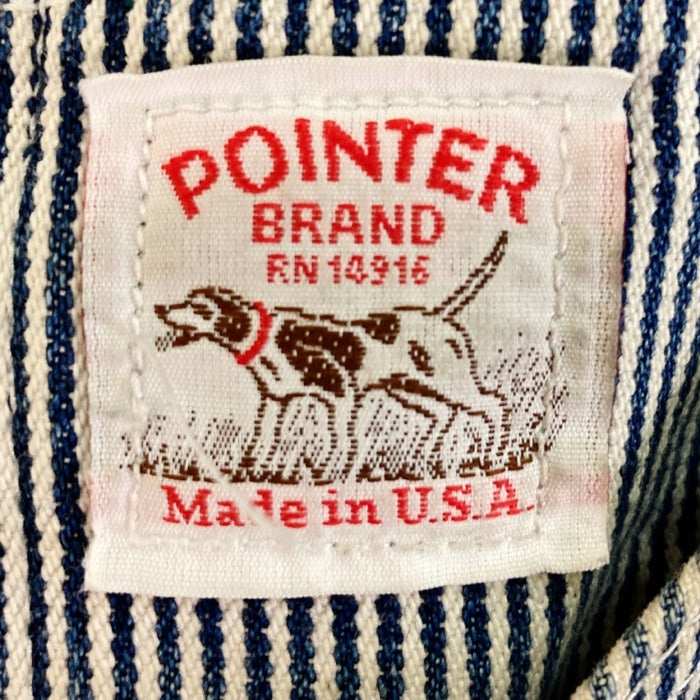 POINTER
BRAND
RN 14916
Made in U.S.A.